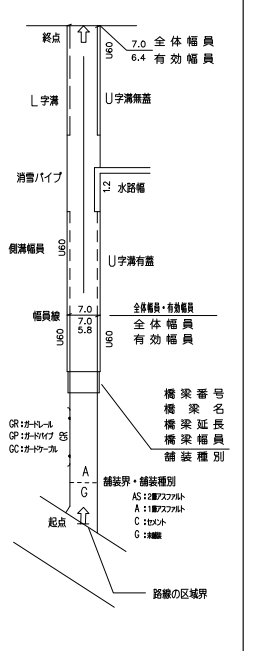 終点
U60
7.0 全体幅員
6.4 有効幅員
L字溝
U字溝無蓋
消雪パイプ
1.2
水路幅
側溝幅員
U60
U字溝有蓋
幅員線
7.0
全体幅員・有効幅員
7.0
5.8
全体幅員
有効幅員
U60
U60
橋梁番号
橋梁名
橋梁延長
橋梁幅員
舗装種別
GR:ガードレール
GP:ガードパイプ
GC:ガードケーブル
GR
A
G
舗装界・舗装種別
AS:2層アスファルト
A:1層アスファルト
C:セメント
G:未舗装
起点
路線の区域界